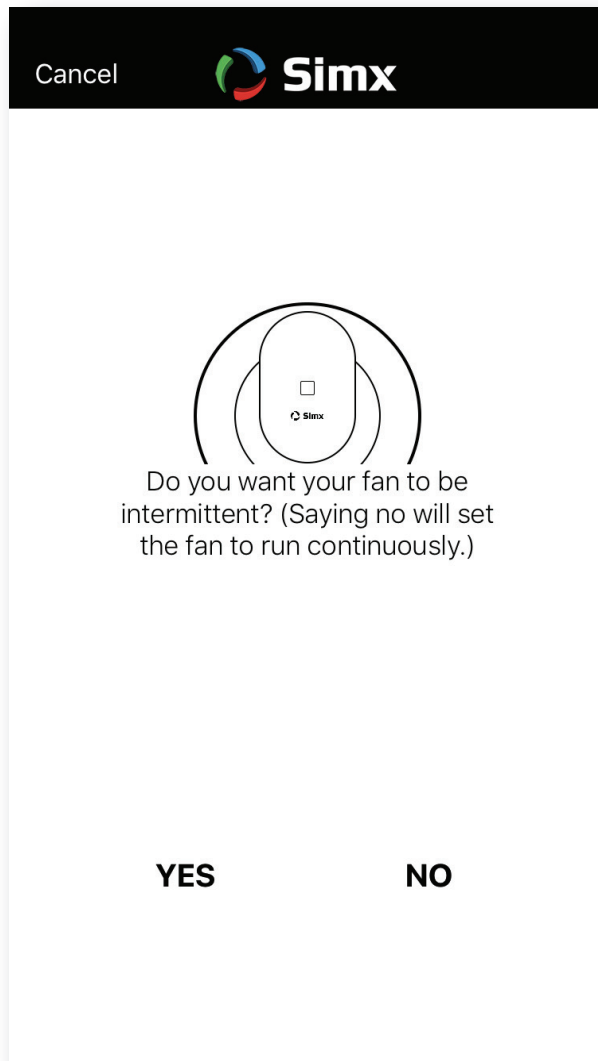 Cancel
Simx
Simx
Do you want your fan to be
intermittent? (Saying no will set
the fan to run continuously.)
YES
NO